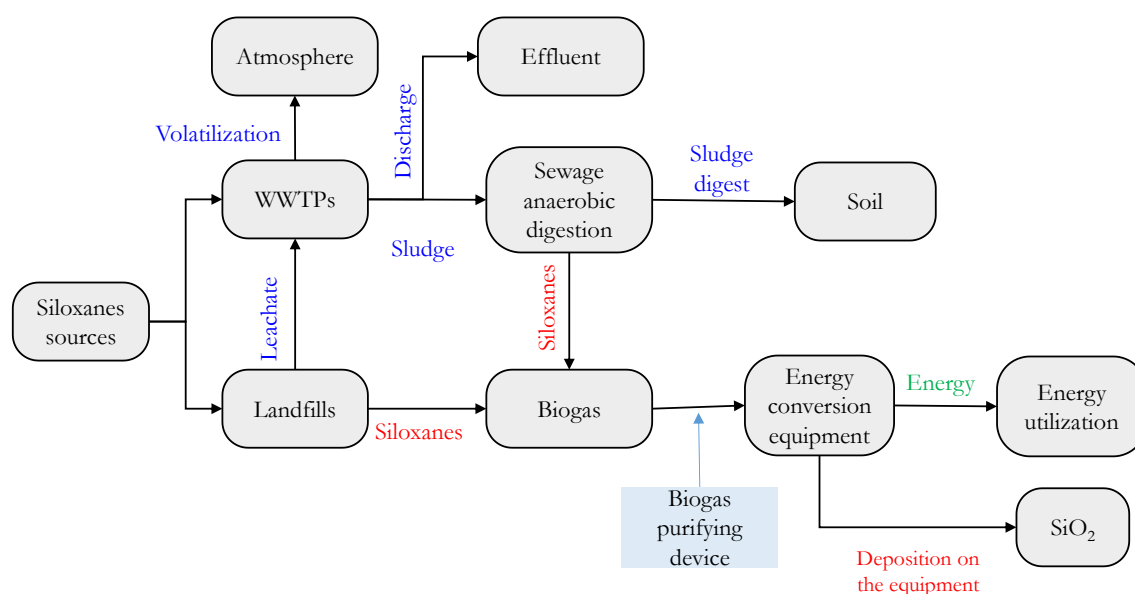 Atmosphere
Effluent
Volatilization
Discharge
WWTPs
Sewage
anaerobic
digestion
Sludge
digest
Soil
Sludge
Siloxanes
sources
Leachate
Siloxanes
Landfills
Siloxanes
Biogas
Energy
conversion
equipment
Energy
Energy
utilization
Biogas
purifying
device
SiO₂
Deposition on
the equipment